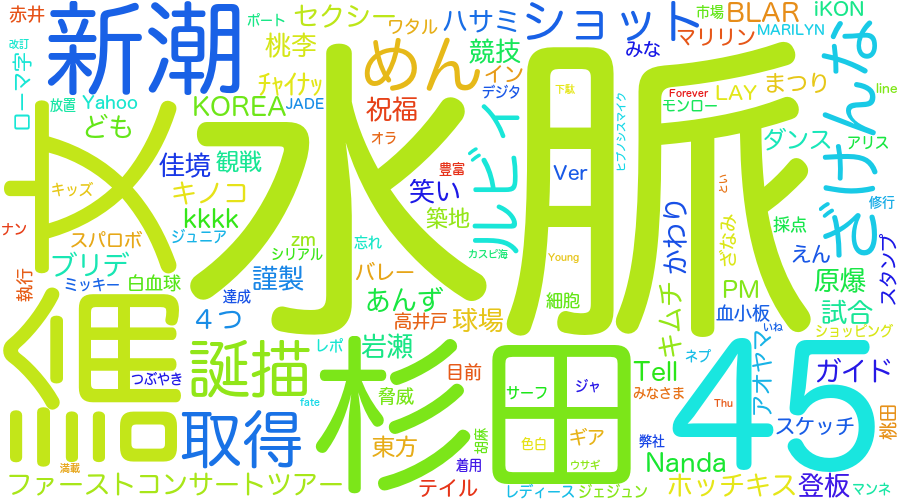 赤井
ポート
セクシー
ワタル
ハサミ
ショット
市場
BLAR
iKON
改訂
新潮
桃李
めん
競技
みな
マリリン
MARILYN
ざけんな
ローマ字
放置
Yahoo
KOREA
チャイナッ
JADE
祝福
イン
デジタ
下駄
Forever
モンロー
LAY
まつり
line
ども
オラ
ルビィ
ヒプノシスマイク
ダンス
アリス
女
水脈
佳境
観戦
豊富
Ver
とい
キッズ
キノコ
笑い
かわり
修行
ナン
kkkk
築地
採点
スパロボ
ジュニア
zm
シリアル
忘れ
カスピ海
Young
ざなみ
えん
スタンプ
ブリデ
ミッキー
白血球
謹製
バレー
原爆
執行
達成
あんず
細胞
PM
血小板
試合
4つ
高井戸
球場
キムチ
いね
ショッピング
誕描
レポ
岩瀬
杉田
45
アオヤマ
ネプ
ガイド
つぶやき
目前
サーフ
ジャ
Tell
みなさま
fate
脅威
Thu
桃田
取得
東方
胡麻
色白
ギア
弊社
スケッチ
満載
着用
ウサギ
Nanda
ファーストコンサートツアー
テイル
レディース
ジェジュン
ホッチキス
登板
マンネ